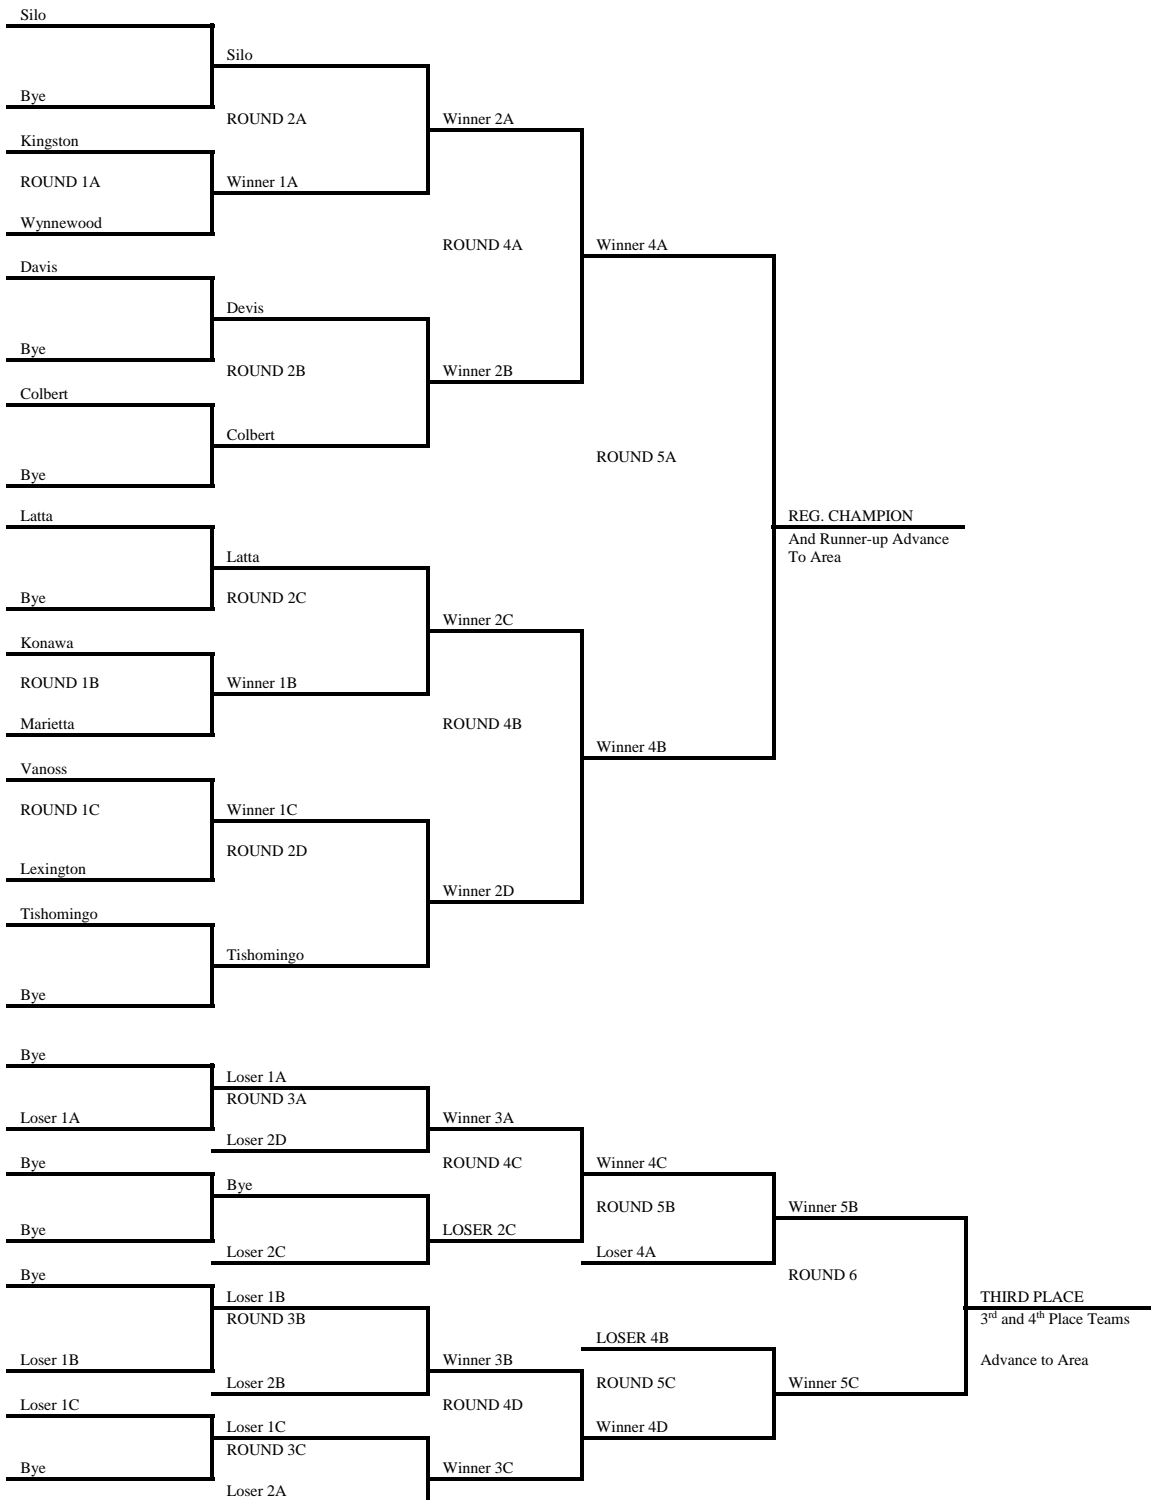 Silo
Silo
Bye
ROUND 2A
Winner 2A
Kingston
ROUND 1A
Winner 1A
Wynnewood
ROUND 4A
Winner 4A
Davis
Devis
Bye
ROUND 2B
Winner 2B
Colbert
Colbert
ROUND 5A
Bye
Latta
REG. CHAMPION
And Runner-up Advance
To Area
Latta
Bye
ROUND 2C
Winner 2C
Konawa
ROUND 1B
Winner 1B
Marietta
ROUND 4B
Winner 4B
Vanoss
ROUND 1C
Winner 1C
ROUND 2D
Lexington
Winner 2D
Tishomingo
Tishomingo
Bye
Bye
Loser 1A
ROUND 3A
Loser 1A
Winner 3A
Loser 2D
Bye
ROUND 4C
Winner 4C
Bye
ROUND 5B
Winner 5B
Bye
LOSER 2C
Loser 2C
Loser 4A
Bye
ROUND 6
Loser 1B
THIRD PLACE
ROUND 3B
3rd and 4th Place Teams
LOSER 4B
Loser 1B
Winner 3B
Advance to Area
Loser 2B
ROUND 5C
Winner 5C
Loser 1C
ROUND 4D
Loser 1C
Winner 4D
ROUND 3C
Bye
Winner 3C
Loser 2A